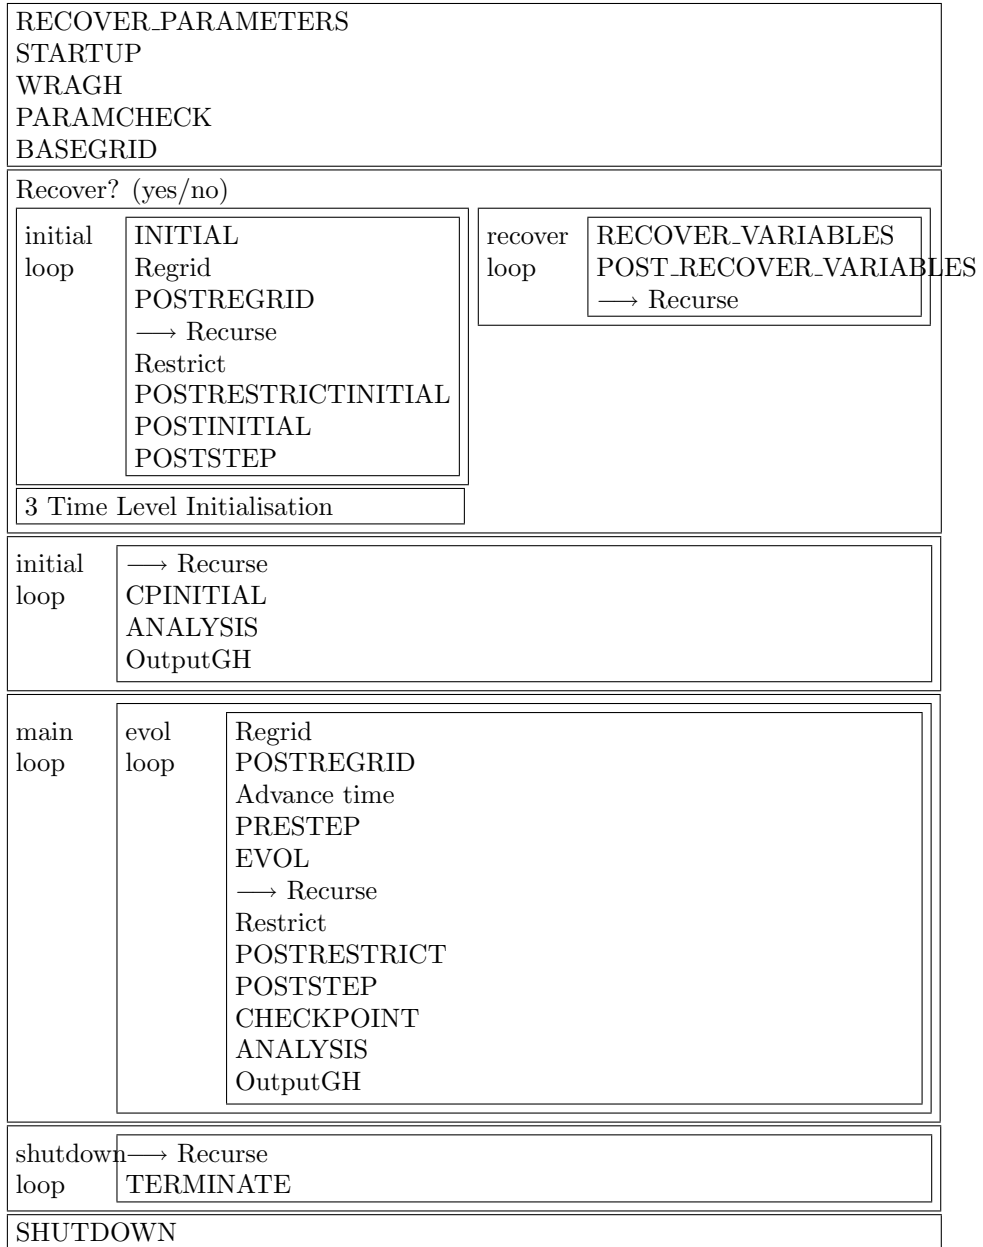 RECOVER_PARAMETERS
STARTUP
WRAGH
PARAMCHECK
BASEGRID
Recover? (yes/no)
initial
loop
INITIAL
Regrid
POSTREGRID
⟶ Recurse
Restrict
POSTRESTRICTINITIAL
POSTINITIAL
POSTSTEP
3 Time Level Initialisation
recover
loop
RECOVER_VARIABLES
POST_RECOVER_VARIABLES
⟶ Recurse
initial
loop
⟶ Recurse
CPINITIAL
ANALYSIS
OutputGH
main
loop
evol
loop
Regrid
POSTREGRID
Advance time
PRESTEP
EVOL
⟶ Recurse
Restrict
POSTRESTRICT
POSTSTEP
CHECKPOINT
ANALYSIS
OutputGH
shutdown
loop
⟶ Recurse
TERMINATE
SHUTDOWN